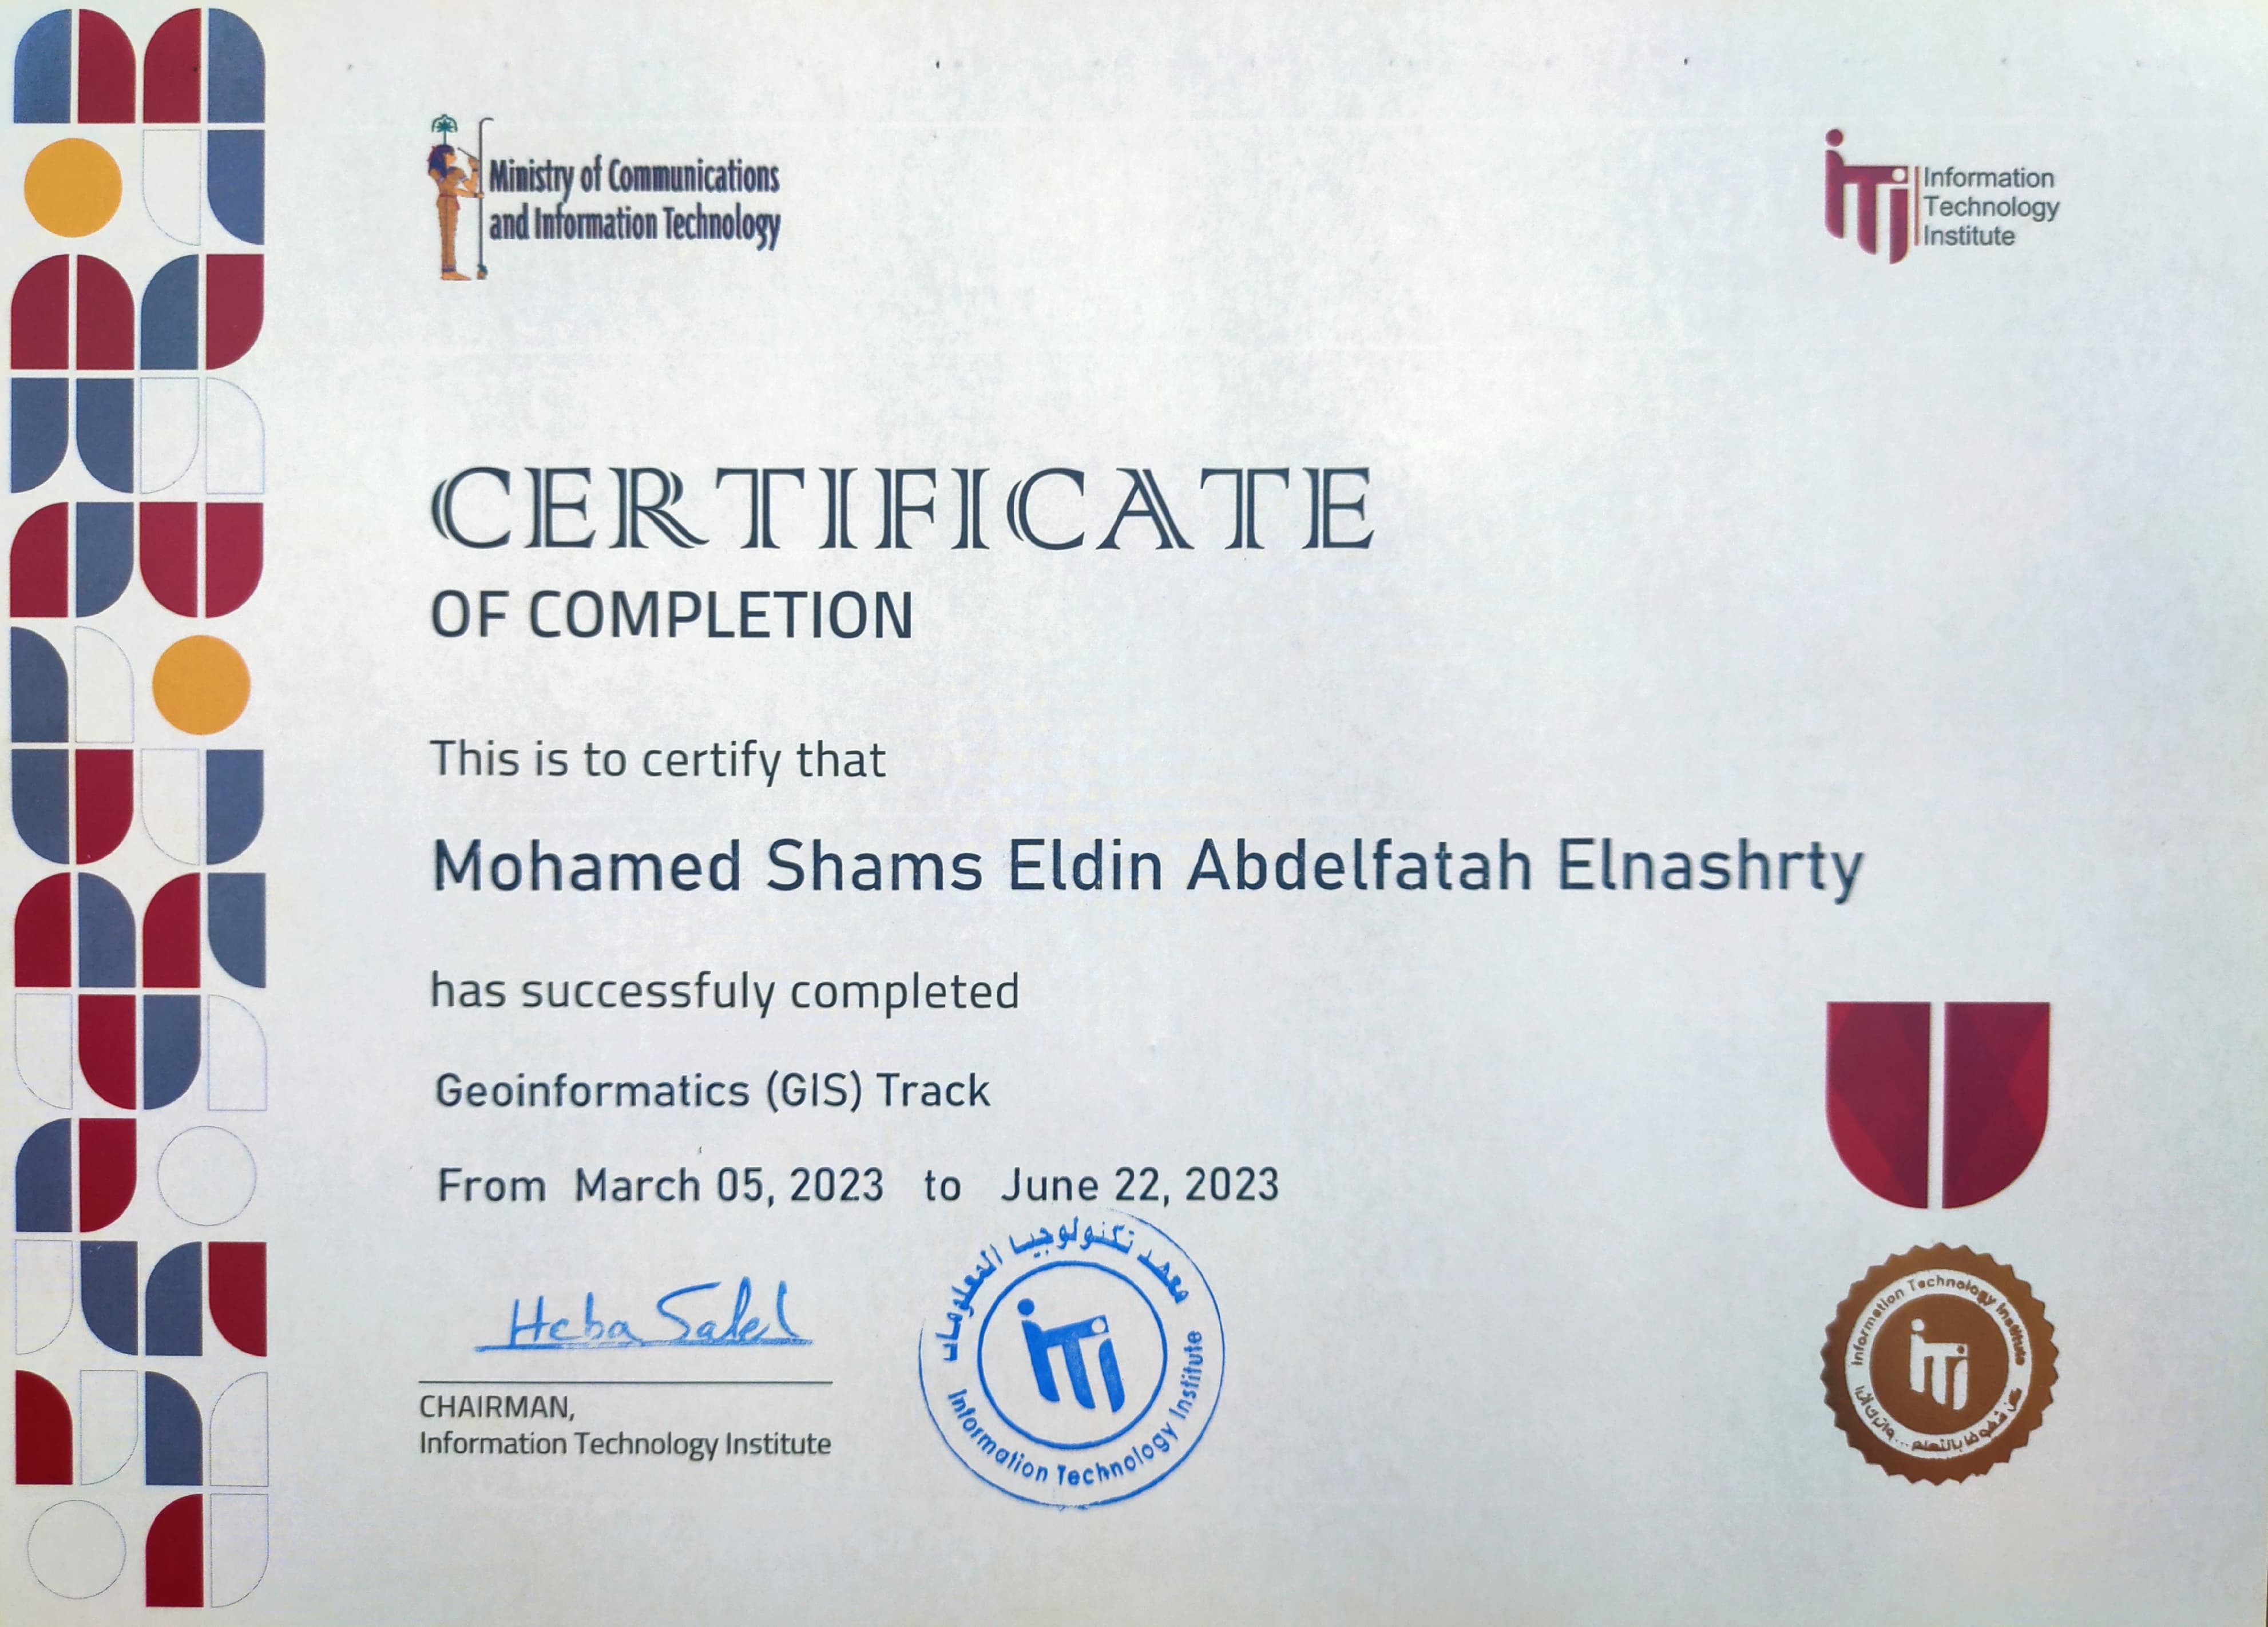 Ministry of Communications
and Information Technology
iTi
Information
Technology
Institute
CERTIFICATE
OF COMPLETION
This is to certify that
Mohamed Shams Eldin Abdelfatah Elnashrty
has successfuly completed
Geoinformatics (GIS) Track
From March 05, 2023 to June 22, 2023
Heba Saleh
CHAIRMAN,
Information Technology Institute
معهد تكنولوجيا المعلومات
iTi
Information Technology Institute
Information Technology Institute
iTi